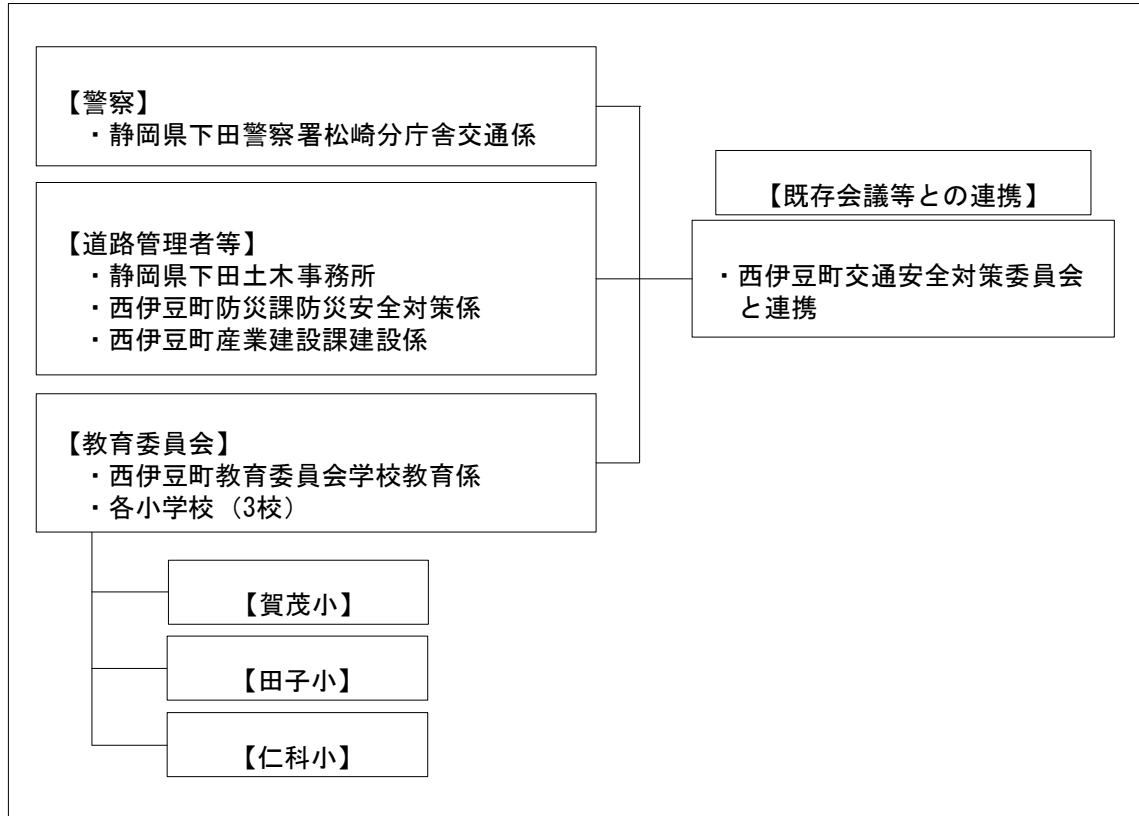 【警察】
・静岡県下田警察署松崎分庁舎交通係
【道路管理者等】
・静岡県下田土木事務所
・西伊豆町防災課防災安全対策係
・西伊豆町産業建設課建設係
【教育委員会】
・西伊豆町教育委員会学校教育係
・各小学校（3校）
【賀茂小】
【田子小】
【仁科小】
【既存会議等との連携】
・西伊豆町交通安全対策委員会
と連携